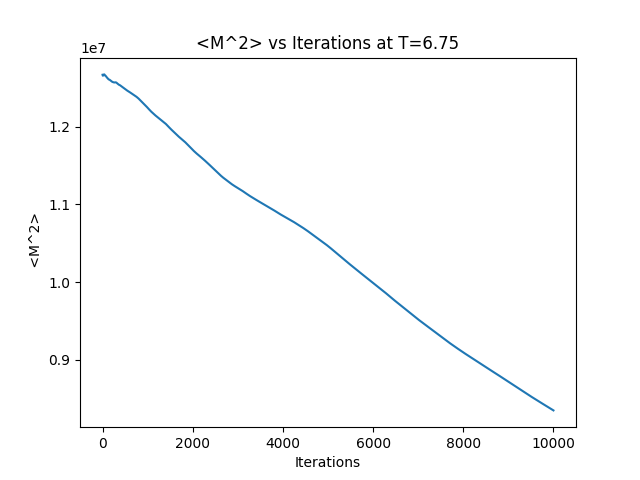 <M^2> vs Iterations at T=6.75
1e7
1.2
1.1
1.0
0.9
<M^2>
0 2000 4000 6000 8000 10000
Iterations